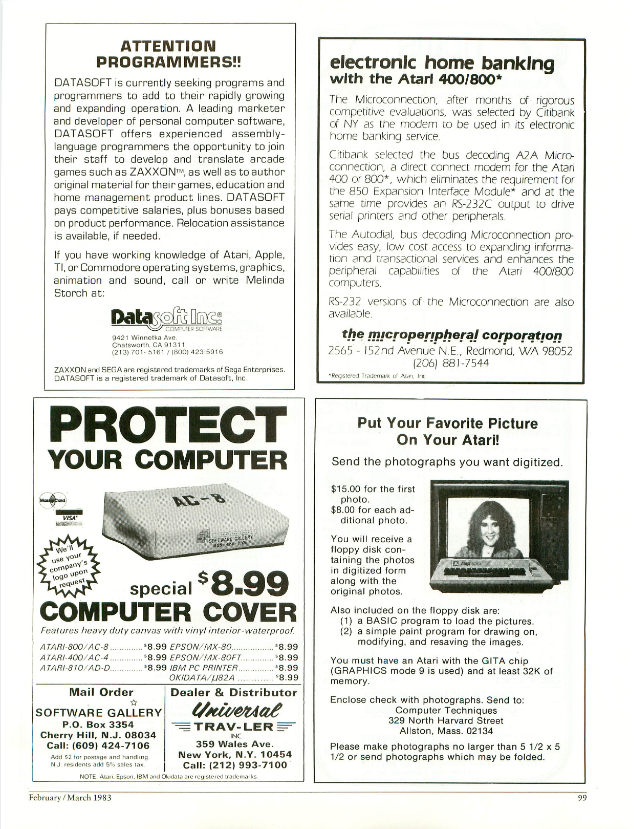 ATTENTION
PROGRAMMERS!!
DATASOFT is currently seeking programs and
programmers to add to their rapidly growing
and expanding operation. A leading marketer
and developer of personal computer software,
DATASOFT offers experienced assembly-
language programmers the opportunity to join
their staff to develop and translate arcade
games such as ZAXXON™, as well as to author
original material for their games, education and
home management product lines. DATASOFT
pays competitive salaries, plus bonuses based
on product performance. Relocation assistance
is available, if needed.
If you have working knowledge of Atari, Apple,
TI, or Commodore operating systems, graphics,
animation and sound, call or write Melinda
Storch at:
Datasoft Inc.®
COMPUTER SOFTWARE
9421 Winnetka Ave.
Chatsworth, CA 91311
(213) 701-5161 / (800) 423-5916
ZAXXON and SEGA are registered trademarks of Sega Enterprises.
DATASOFT is a registered trademark of Datasoft, Inc.
electronic home banking
with the Atari 400/800*
The Microconnection, after months of rigorous
competitive evaluations, was selected by Citibank
of NY as the modem to be used in its electronic
home banking service.
Citibank selected the bus decoding A2A Micro-
connection, a direct connect modem for the Atari
400 or 800*, which eliminates the requirement for
the 850 Expansion Interface Module* and at the
same time provides an RS-232C output to drive
serial printers and other peripherals.
The Autodial, bus decoding Microconnection pro-
vides easy, low cost access to expanding informa-
tion and transactional services and enhances the
peripheral capabilities of the Atari 400/800
computers.
RS-232 versions of the Microconnection are also
available.
the microperipheral corporation
2565 - 152nd Avenue N.E., Redmond, WA 98052
(206) 881-7544
*Registered Trademark of Atari, Inc.
PROTECT
YOUR COMPUTER
MasterCard
VISA®
AC-8
SOFTWARE GALLERY
We'll
use your
company's
logo upon
request
special $8.99
COMPUTER COVER
Features heavy duty canvas with vinyl interior-waterproof.
ATARI-800/AC-8 ............ $8.99 EPSON/MX-80 ............... $8.99
ATARI-400/AC-4 ............ $8.99 EPSON/MX-80FT ............ $8.99
ATARI-810/AD-D ............ $8.99 IBM PC PRINTER ............ $8.99
OKIDATA/µ82A ............ $8.99
Mail Order
☆
SOFTWARE GALLERY
P.O. Box 3354
Cherry Hill, N.J. 08034
Call: (609) 424-7106
Add $2 for postage and handling.
N.J. residents add 5% sales tax.
Dealer & Distributor
Universal
TRAV-LER
INC.
359 Wales Ave.
New York, N.Y. 10454
Call: (212) 993-7100
NOTE: Atari, Epson, IBM and Okidata are registered trademarks.
Put Your Favorite Picture
On Your Atari!
Send the photographs you want digitized.
$15.00 for the first
photo.
$8.00 for each ad-
ditional photo.
You will receive a
floppy disk con-
taining the photos
in digitized form
along with the
original photos.
Also included on the floppy disk are:
(1) a BASIC program to load the pictures.
(2) a simple paint program for drawing on,
modifying, and resaving the images.
You must have an Atari with the GITA chip
(GRAPHICS mode 9 is used) and at least 32K of
memory.
Enclose check with photographs. Send to:
Computer Techniques
329 North Harvard Street
Allston, Mass. 02134
Please make photographs no larger than 5 1/2 x 5
1/2 or send photographs which may be folded.
February/March 1983
99